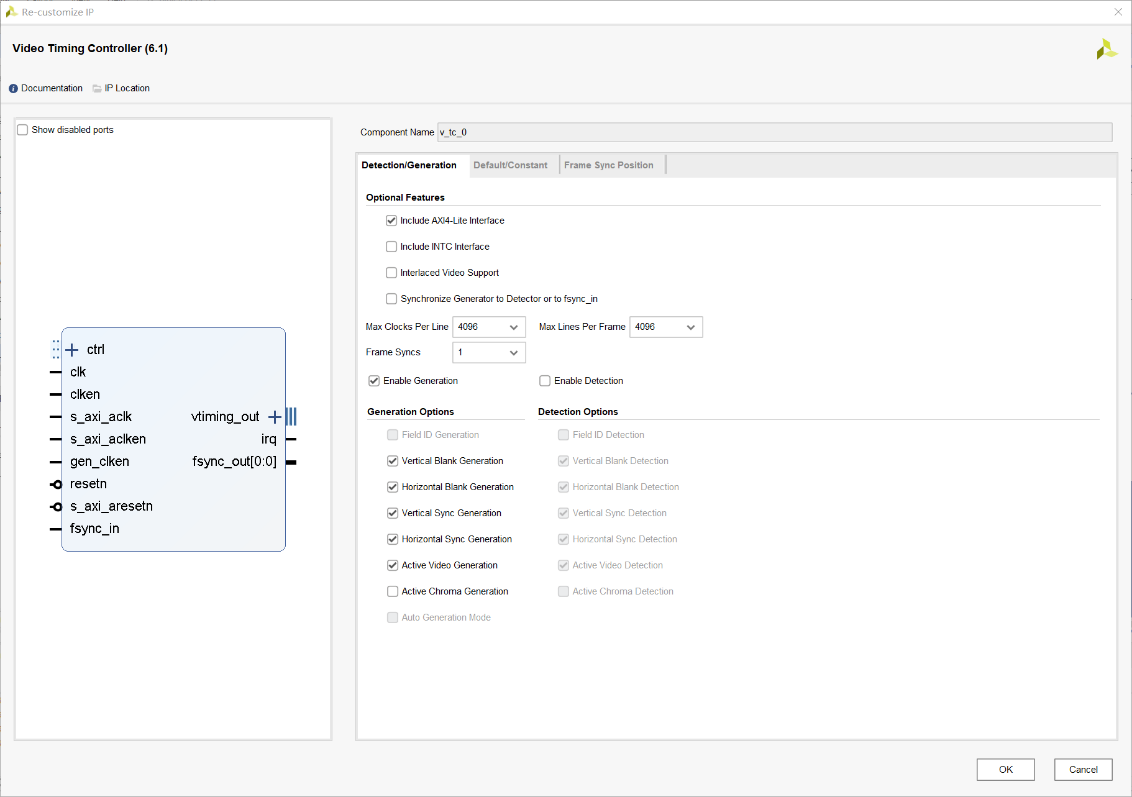 Re-customize IP
Video Timing Controller (6.1)
Documentation IP Location
Show disabled ports
ctrl
clk
clken
s_axi_aclk
s_axi_aclken
gen_clken
resetn
s_axi_aresetn
fsync_in
vtiming_out
irq
fsync_out[0:0]
Component Name v_tc_0
Detection/Generation Default/Constant Frame Sync Position
Optional Features
Include AXI4-Lite Interface
Include INTC Interface
Interlaced Video Support
Synchronize Generator to Detector or to fsync_in
Max Clocks Per Line 4096 Max Lines Per Frame 4096
Frame Syncs 1
Enable Generation Enable Detection
Generation Options Detection Options
Field ID Generation Field ID Detection
Vertical Blank Generation Vertical Blank Detection
Horizontal Blank Generation Horizontal Blank Detection
Vertical Sync Generation Vertical Sync Detection
Horizontal Sync Generation Horizontal Sync Detection
Active Video Generation Active Video Detection
Active Chroma Generation Active Chroma Detection
Auto Generation Mode
OK Cancel